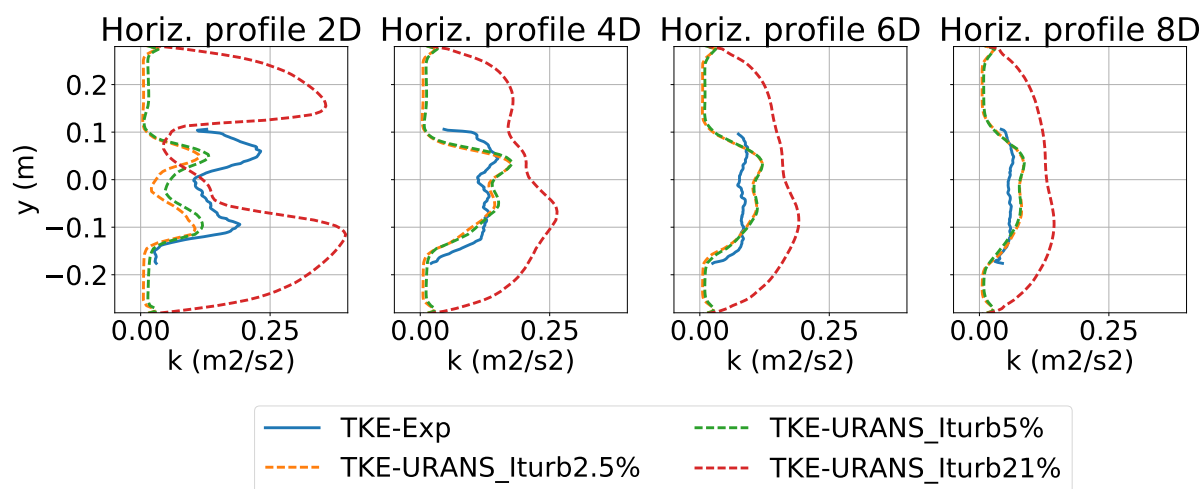 Horiz. profile 2D Horiz. profile 4D Horiz. profile 6D Horiz. profile 8D
0.2
0.1
0.0
−0.1
−0.2
y (m)
0.00 0.25 0.00 0.25 0.00 0.25 0.00 0.25
k (m2/s2) k (m2/s2) k (m2/s2) k (m2/s2)
TKE-Exp TKE-URANS_Iturb5%
TKE-URANS_Iturb2.5% TKE-URANS_Iturb21%